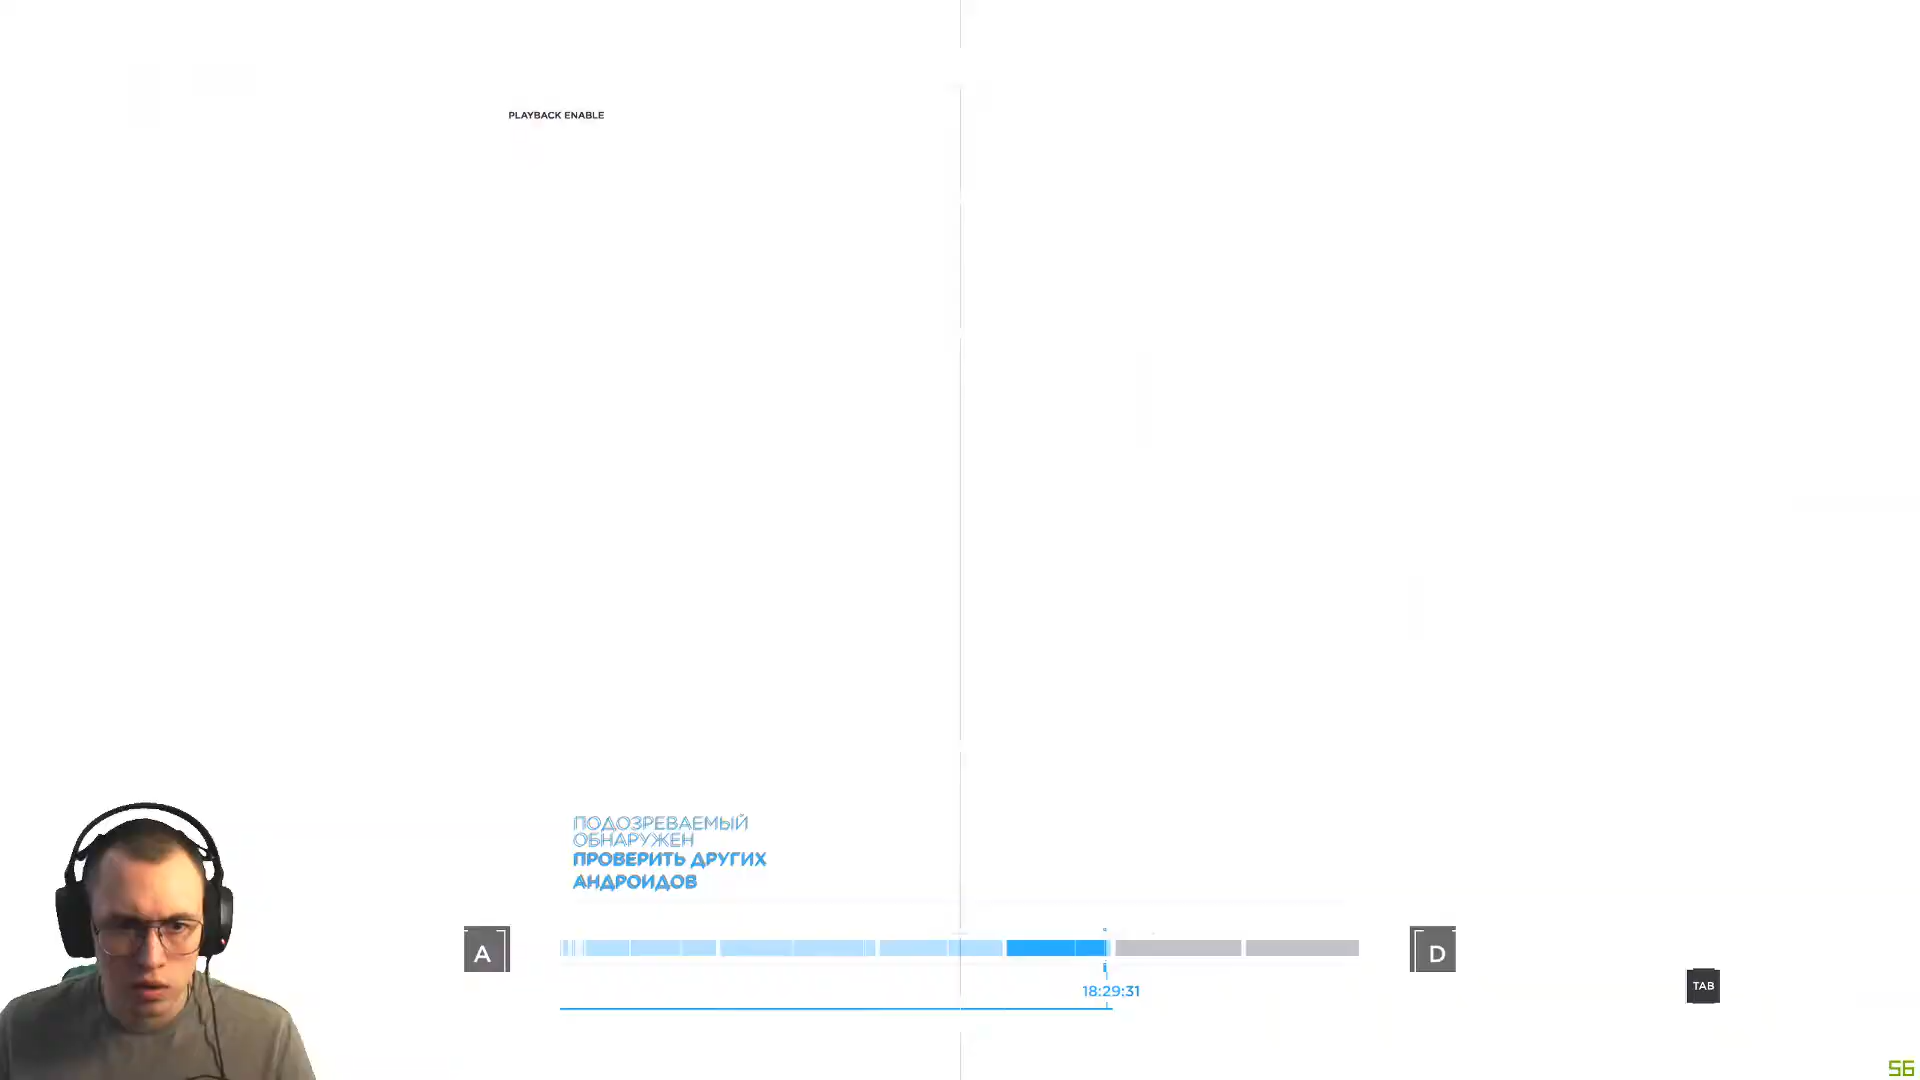 PLAYBACK ENABLE
ПОДОЗРЕВАЕМЫЙ
ОБНАРУЖЕН
ПРОВЕРИТЬ ДРУГИХ
АНДРОИДОВ
A
D
18:29:31
TAB
56